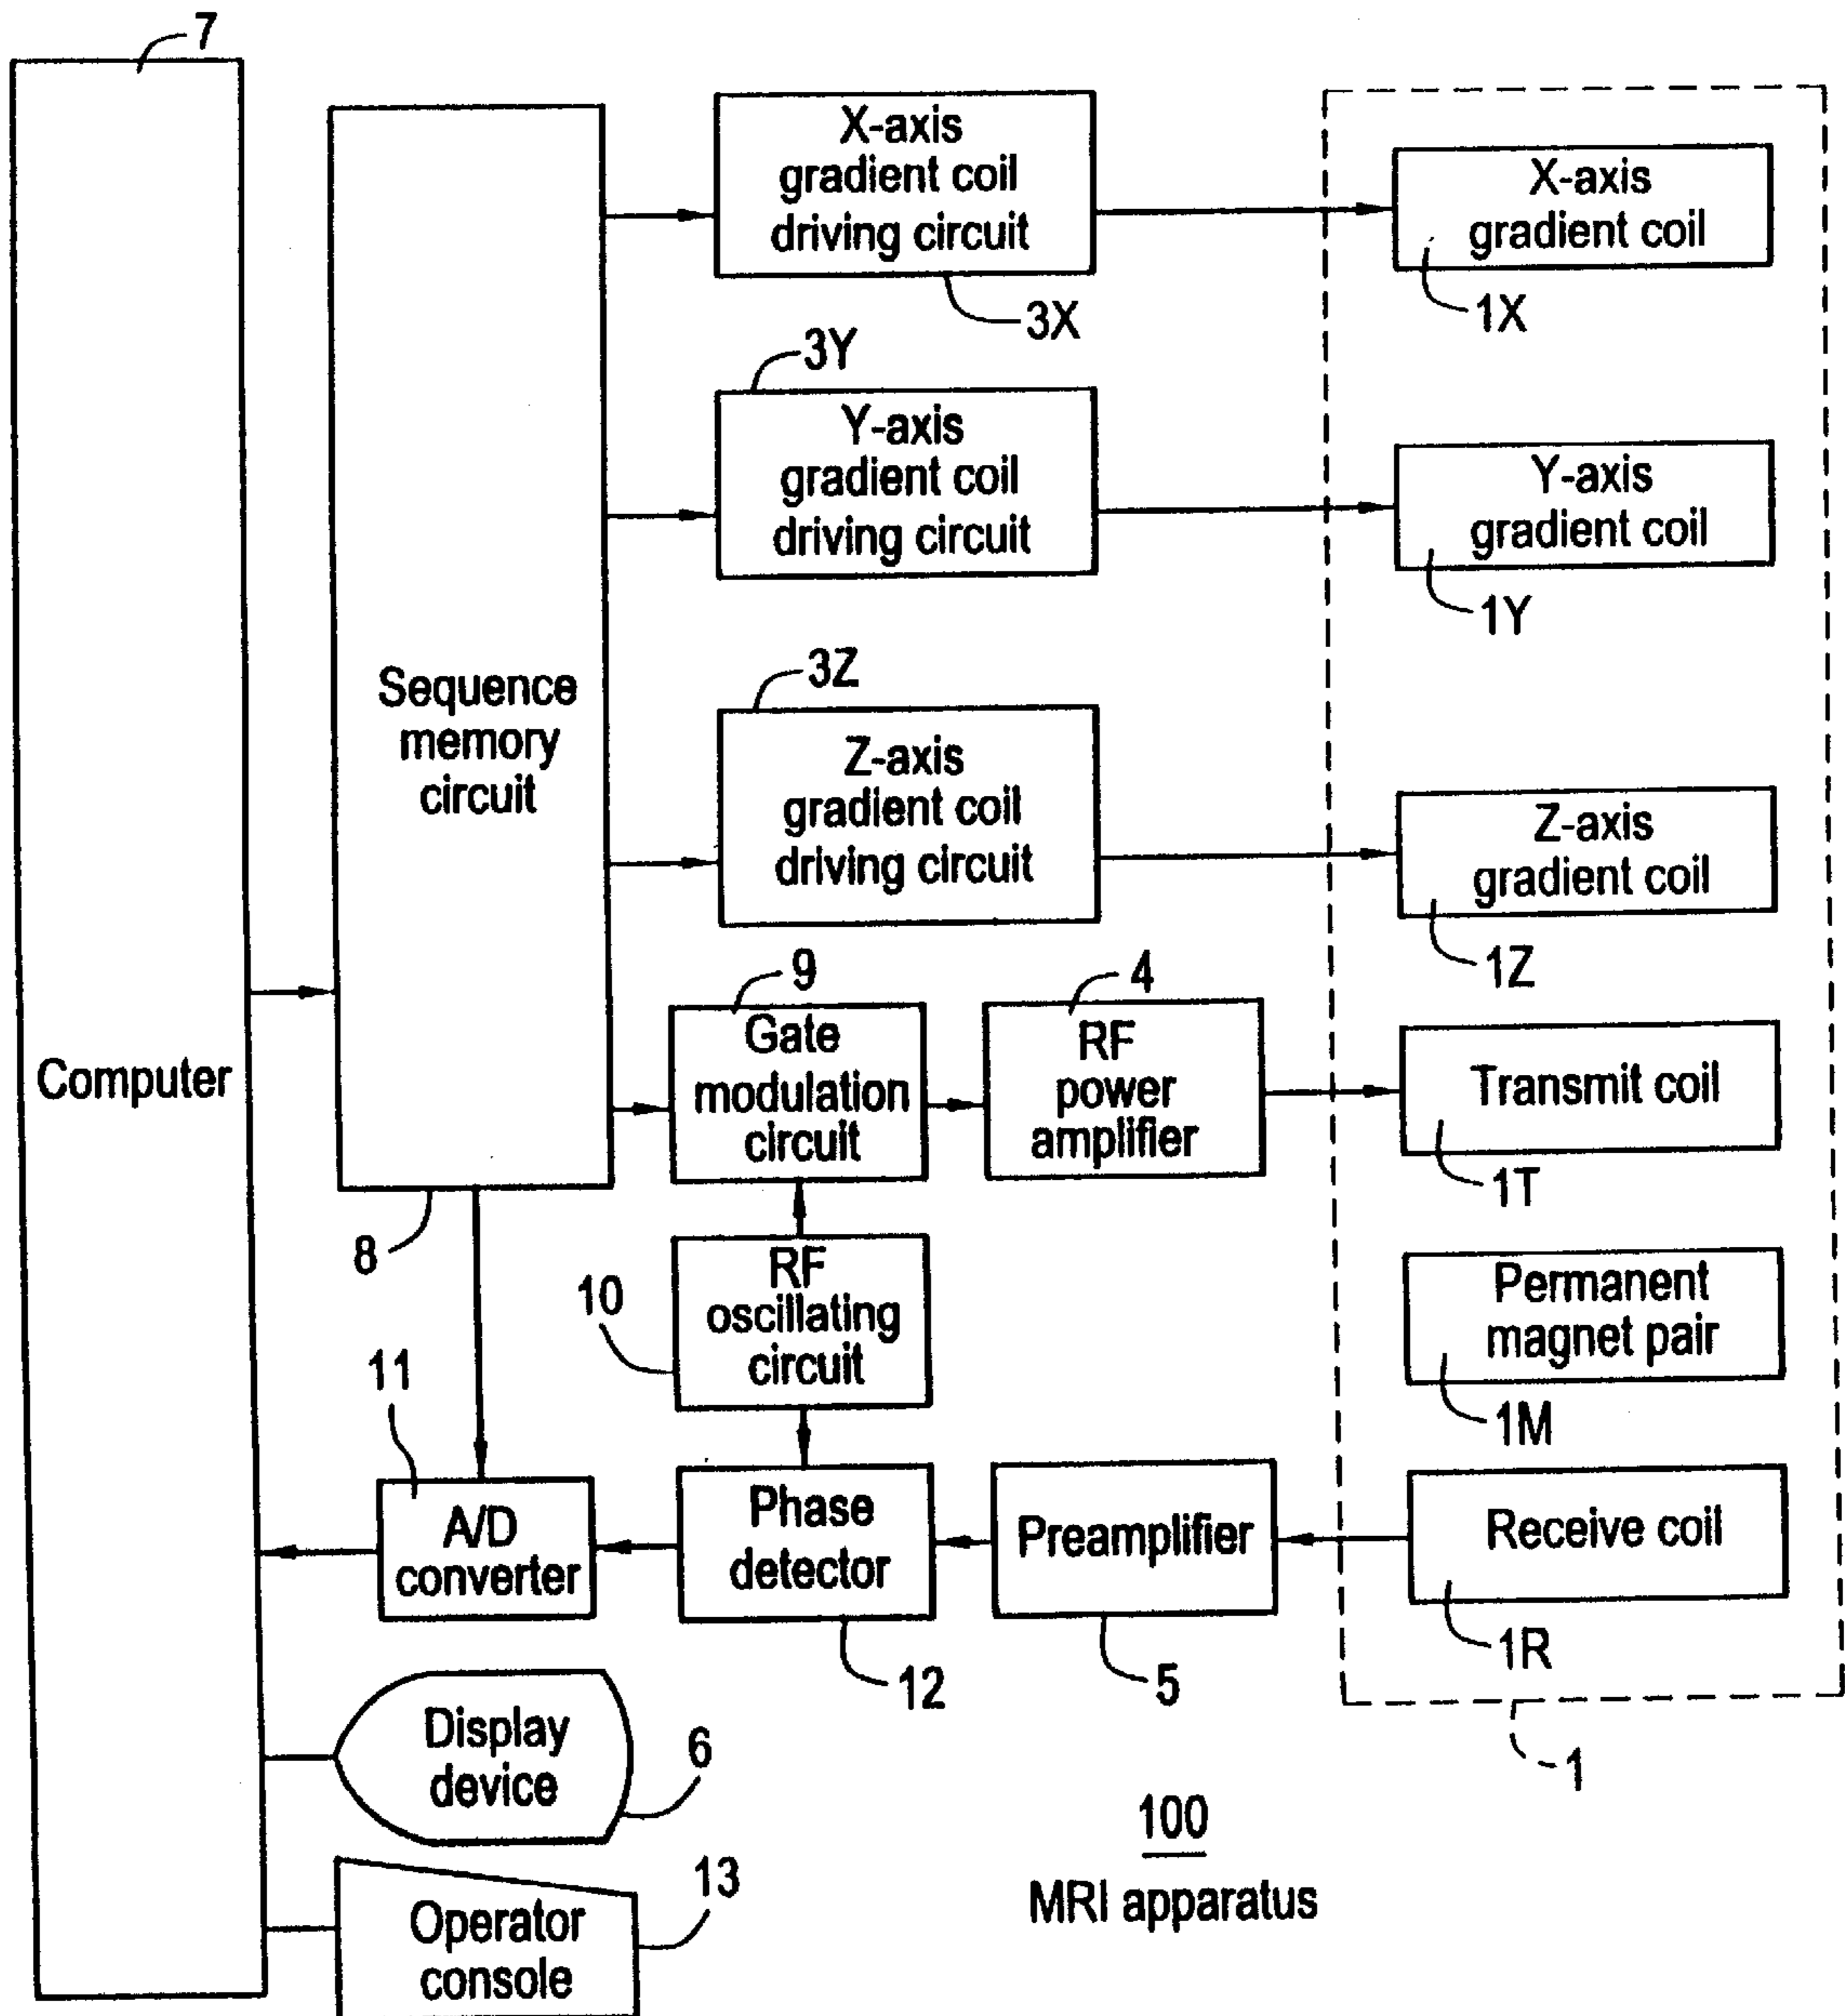 7
Computer
Sequence
memory
circuit
8
X-axis
gradient coil
driving circuit
3X
X-axis
gradient coil
1X
3Y
Y-axis
gradient coil
driving circuit
Y-axis
gradient coil
1Y
3Z
Z-axis
gradient coil
driving circuit
Z-axis
gradient coil
1Z
9
Gate
modulation
circuit
4
RF
power
amplifier
Transmit coil
1T
10
RF
oscillating
circuit
Permanent
magnet pair
1M
11
A/D
converter
Phase
detector
12
Preamplifier
5
Receive coil
1R
1
Display
device
6
Operator
console
13
100
MRI apparatus